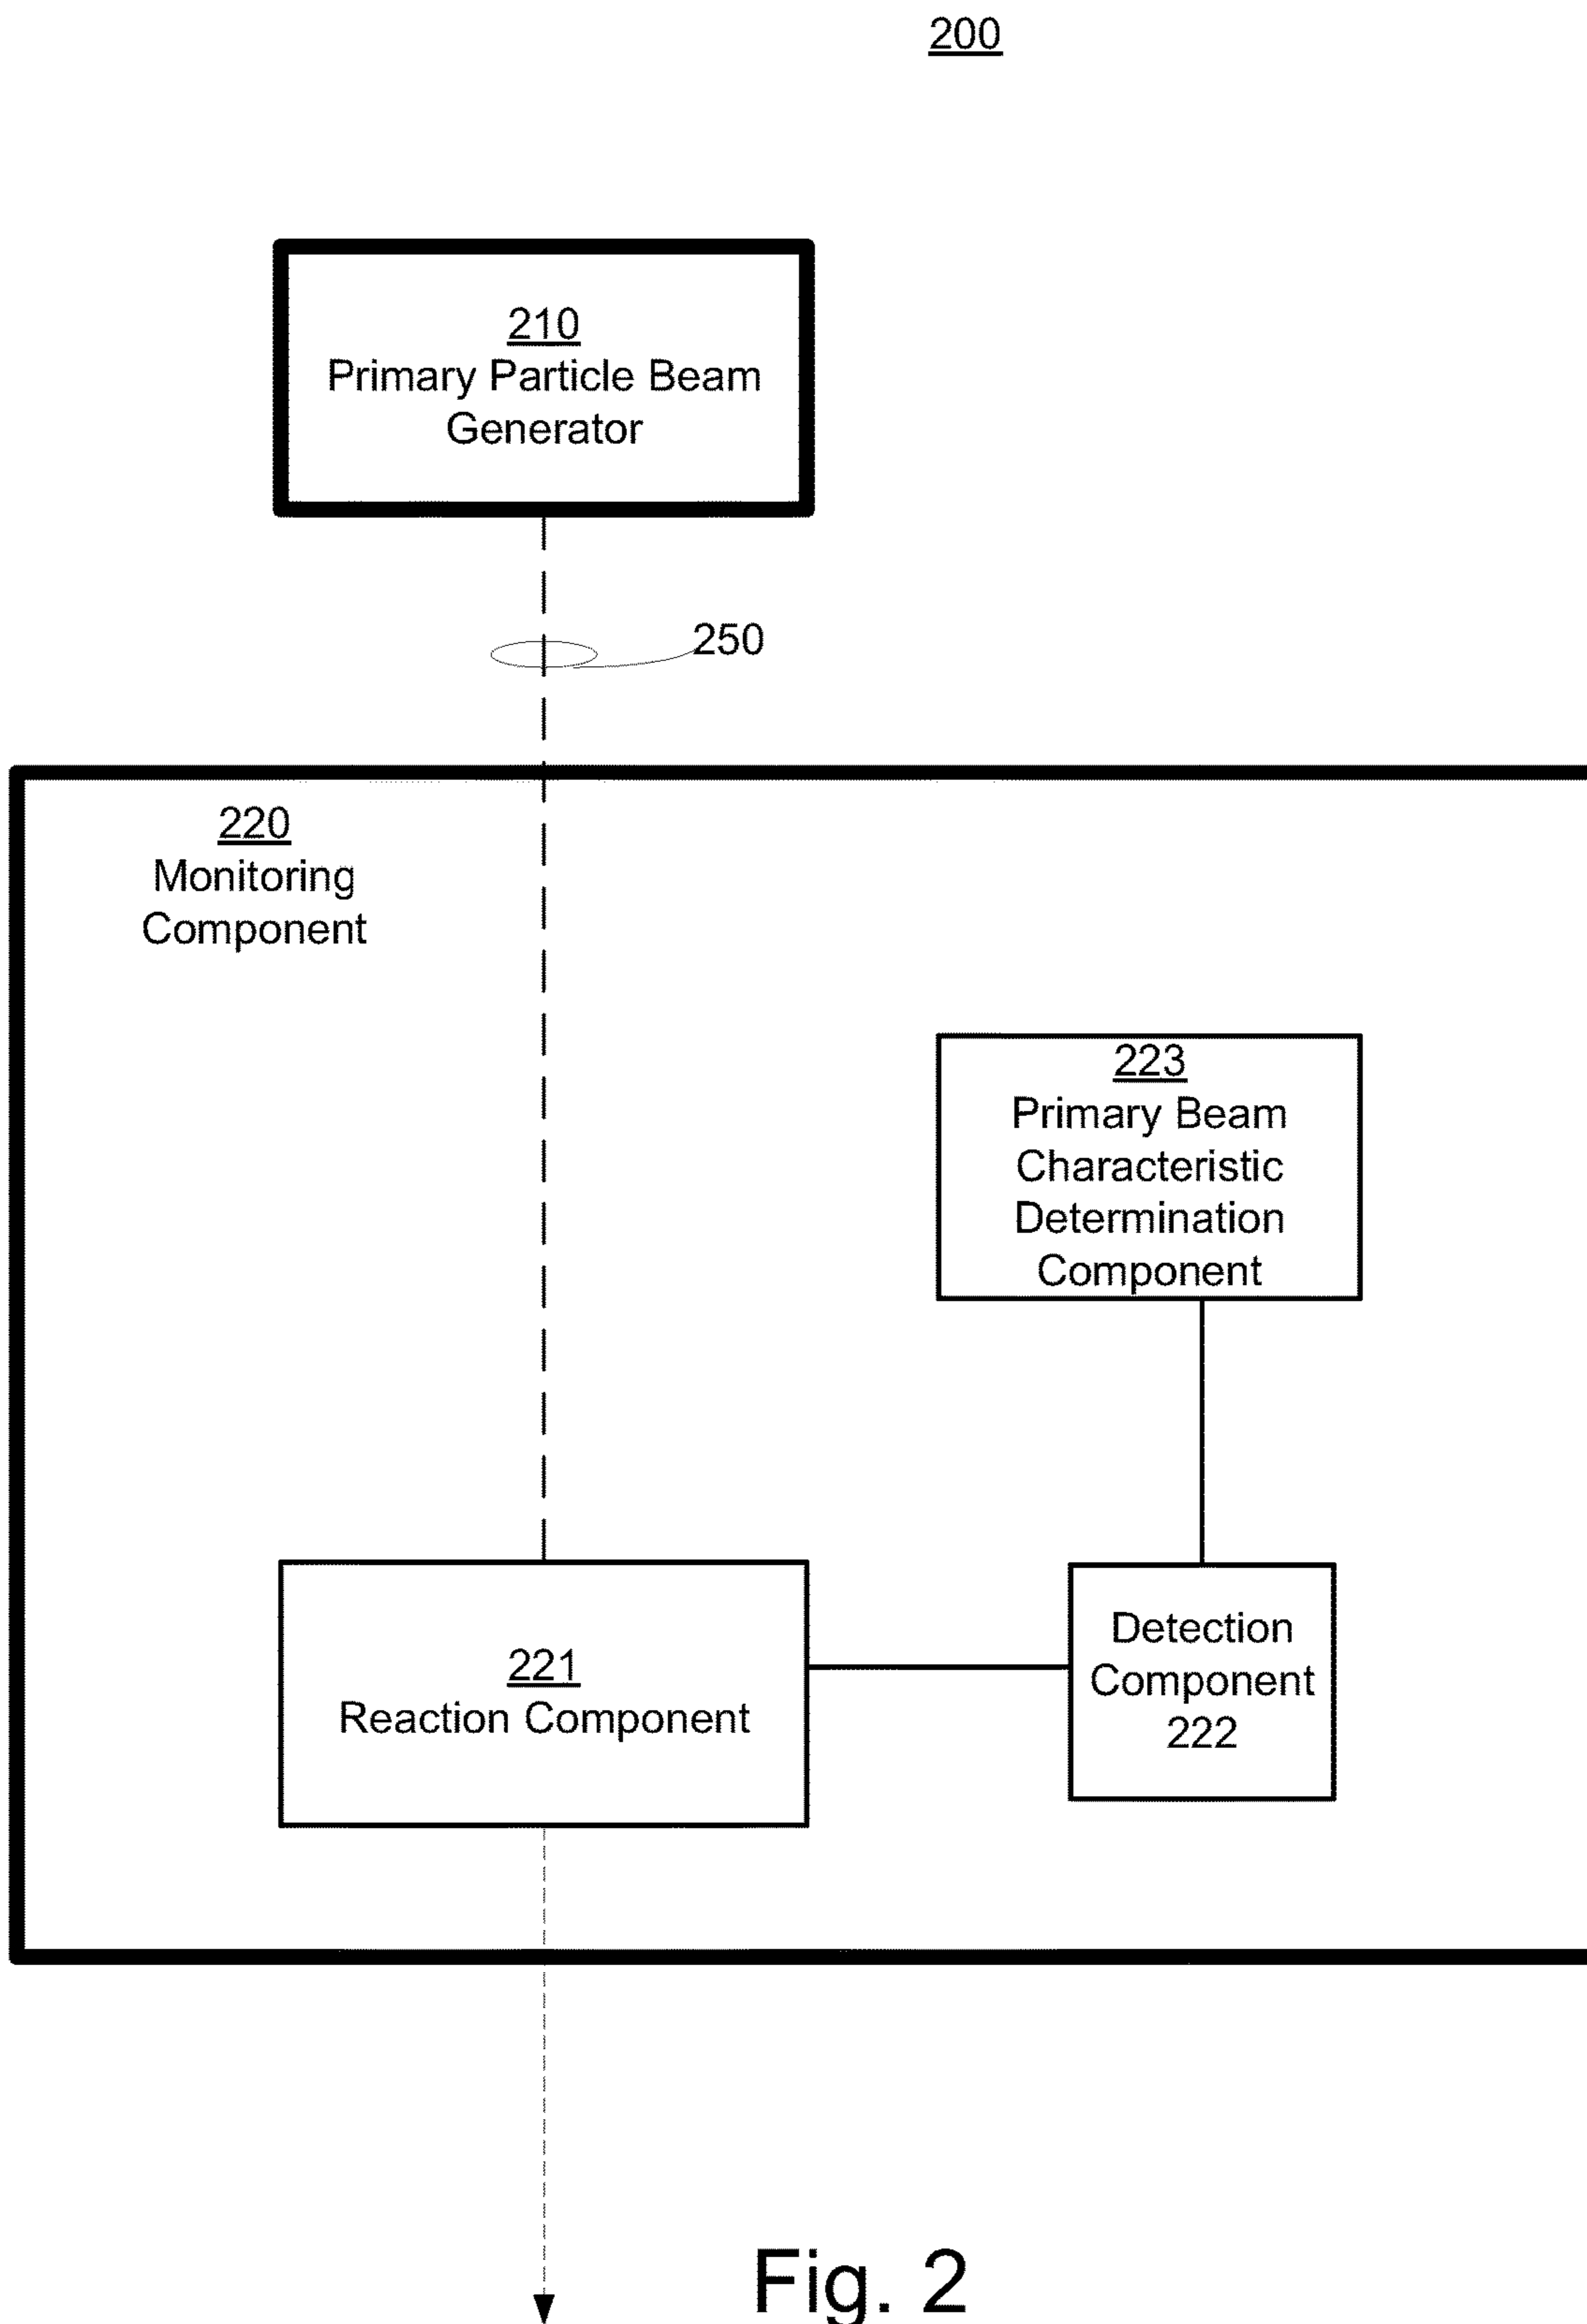 200
210
Primary Particle Beam
Generator
250
220
Monitoring
Component
223
Primary Beam
Characteristic
Determination
Component
221
Reaction Component
Detection
Component
222
Fig. 2